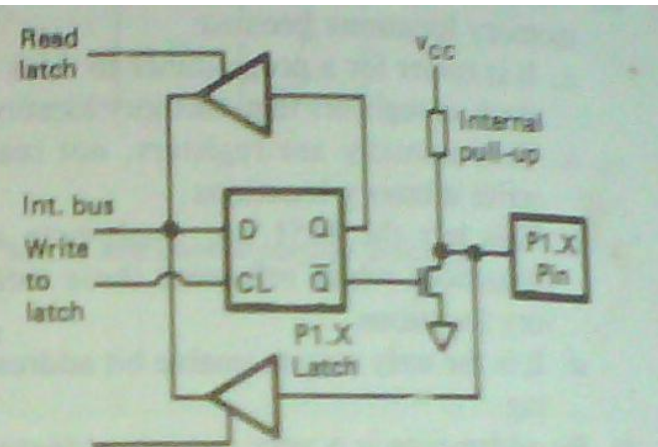 Read
latch
VCC
Internal
pull-up
Int. bus
D
Q
P1.X
Pin
Write
to
latch
CL
Q̅
P1.X
Latch